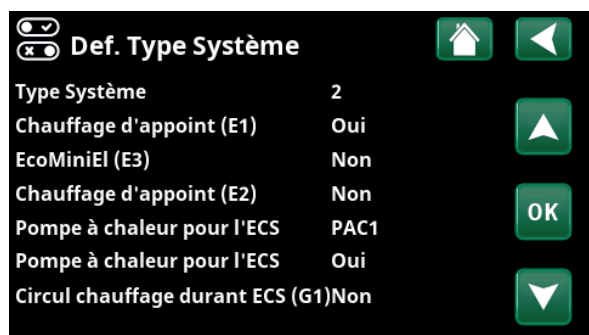 Def. Type Système
Type Système 2
Chauffage d'appoint (E1) Oui
EcoMiniEl (E3) Non
Chauffage d'appoint (E2) Non
Pompe à chaleur pour l'ECS PAC1
Pompe à chaleur pour l'ECS Oui
Circul chauffage durant ECS (G1)Non
OK